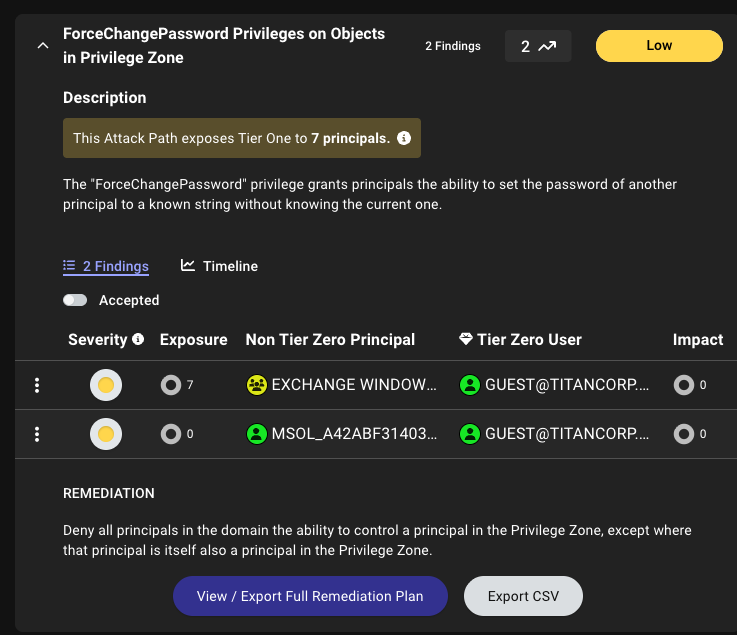 ForceChangePassword Privileges on Objects
in Privilege Zone
2 Findings
2
Low
Description
This Attack Path exposes Tier One to 7 principals.
The "ForceChangePassword" privilege grants principals the ability to set the password of another
principal to a known string without knowing the current one.
2 Findings
Timeline
Accepted
Severity Exposure Non Tier Zero Principal Tier Zero User Impact
7 EXCHANGE WINDOW... GUEST@TITANCORP.... 0
0 MSOL_A42ABF31403... GUEST@TITANCORP.... 0
REMEDIATION
Deny all principals in the domain the ability to control a principal in the Privilege Zone, except where
that principal is itself also a principal in the Privilege Zone.
View / Export Full Remediation Plan
Export CSV